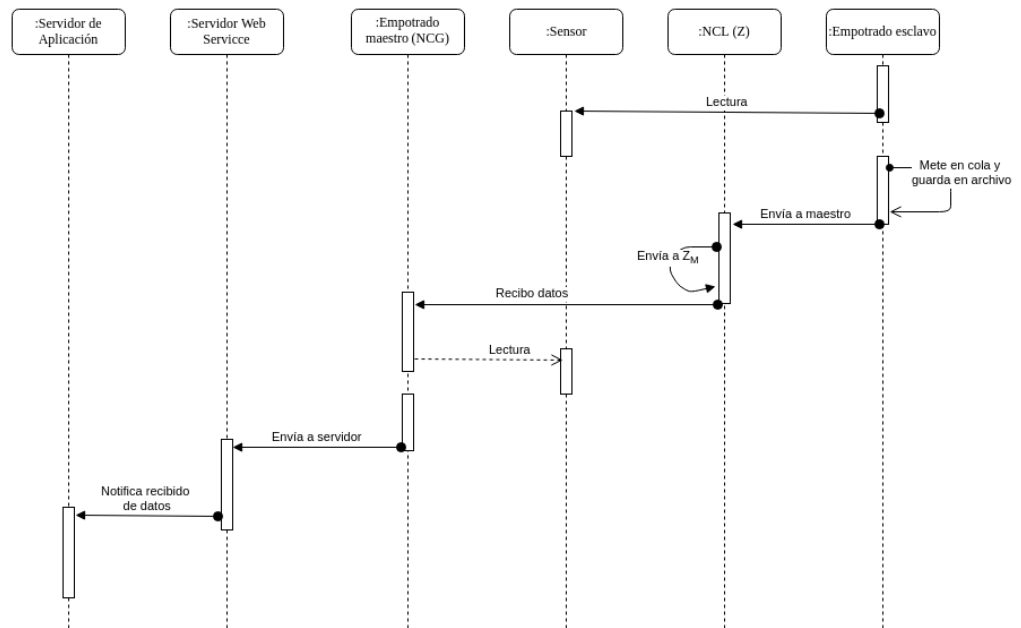 :Servidor de
Aplicación
:Servidor Web
Servicce
:Empotrado
maestro (NCG)
:Sensor
:NCL (Z)
:Empotrado esclavo
Lectura
Mete en cola y
guarda en archivo
Envía a maestro
Envía a ZM
Recibo datos
Lectura
Envía a servidor
Notifica recibido
de datos